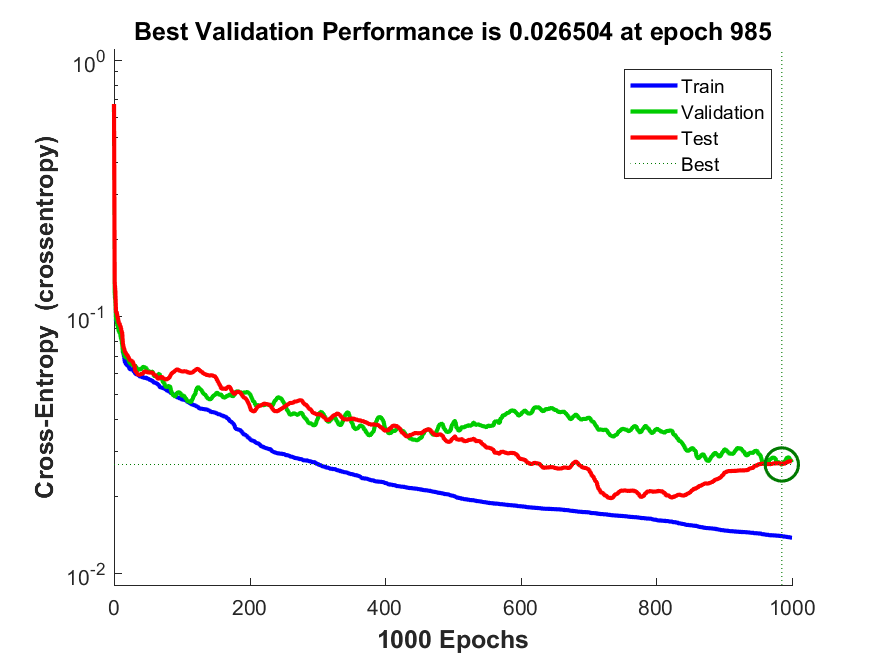 Best Validation Performance is 0.026504 at epoch 985
Cross-Entropy (crossentropy)
10^0
10^-1
10^-2
Train
Validation
Test
Best
0 200 400 600 800 1000
1000 Epochs